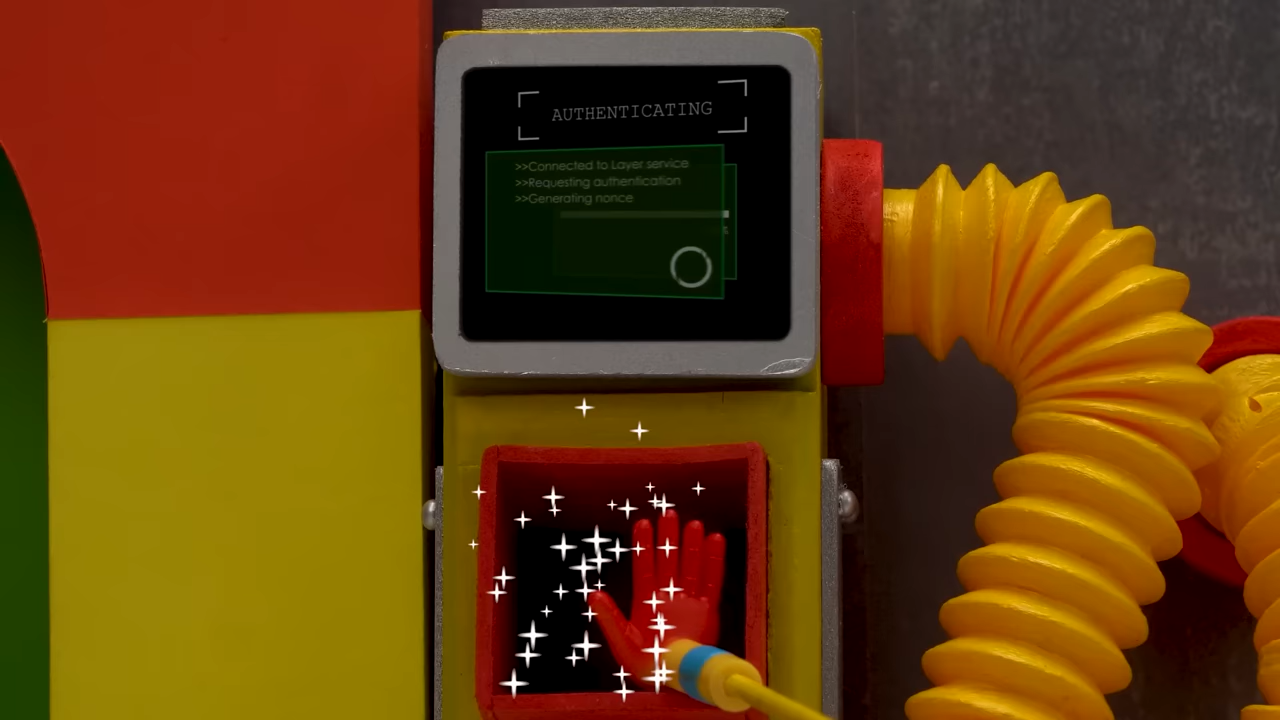 AUTHENTICATING
>>Connected to Layer service
>>Requesting authentication
>>Generating nonce